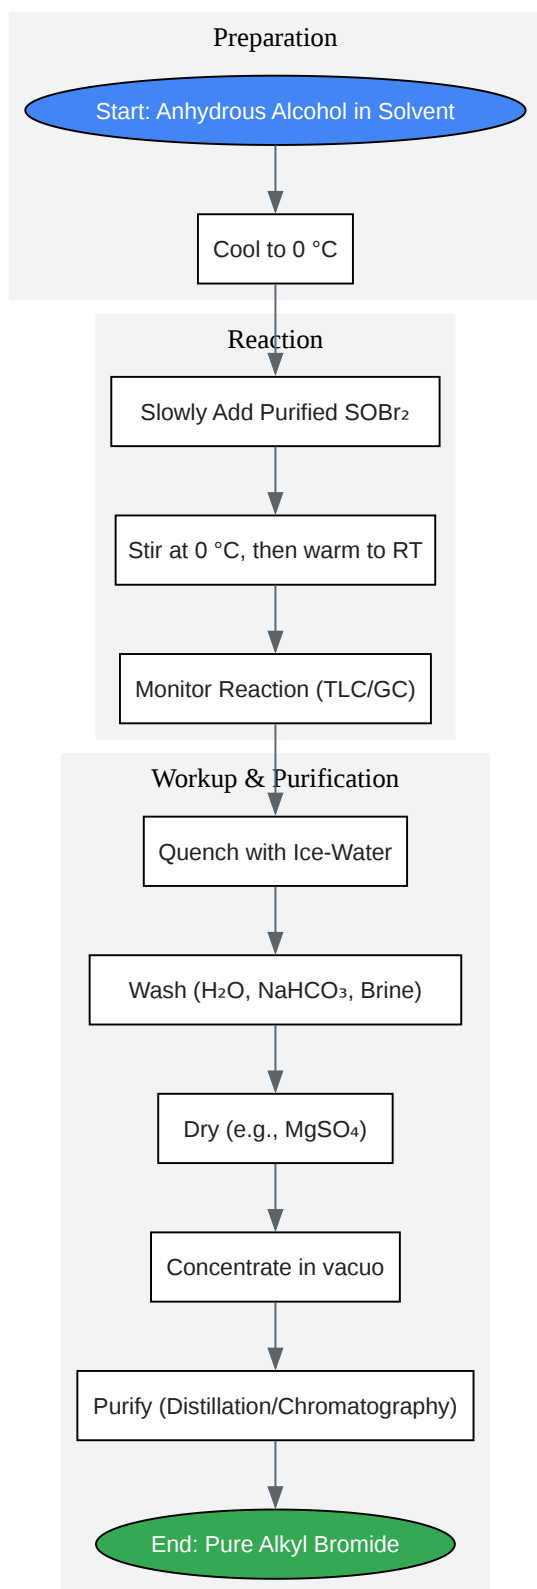 Preparation
Start: Anhydrous Alcohol in Solvent
Cool to 0 °C
Reaction
Slowly Add Purified SOBr₂
Stir at 0 °C, then warm to RT
Monitor Reaction (TLC/GC)
Workup & Purification
Quench with Ice-Water
Wash (H₂O, NaHCO₃, Brine)
Dry (e.g., MgSO₄)
Concentrate in vacuo
Purify (Distillation/Chromatography)
End: Pure Alkyl Bromide